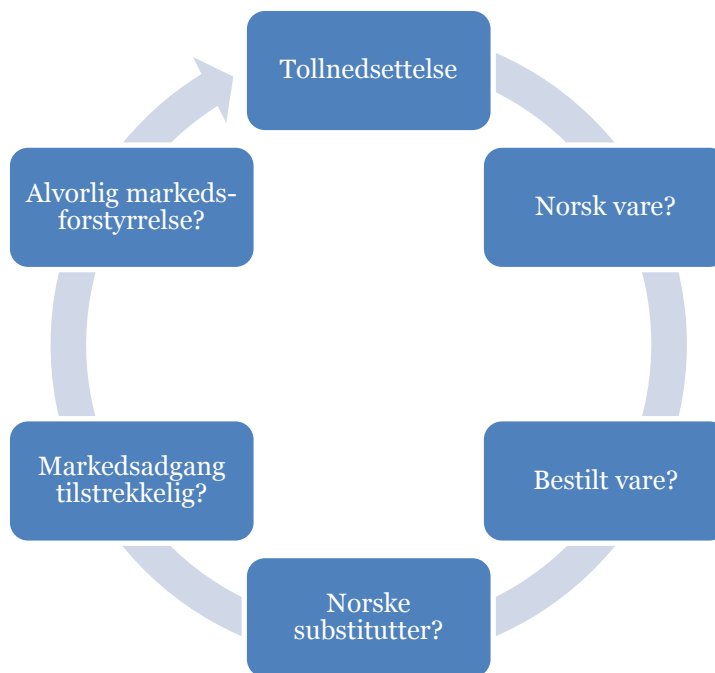 Tollnedsettelse
Norsk vare?
Bestilt vare?
Norske
substitutter?
Markedsadgang
tilstrekkelig?
Alvorlig markeds-
forstyrrelse?